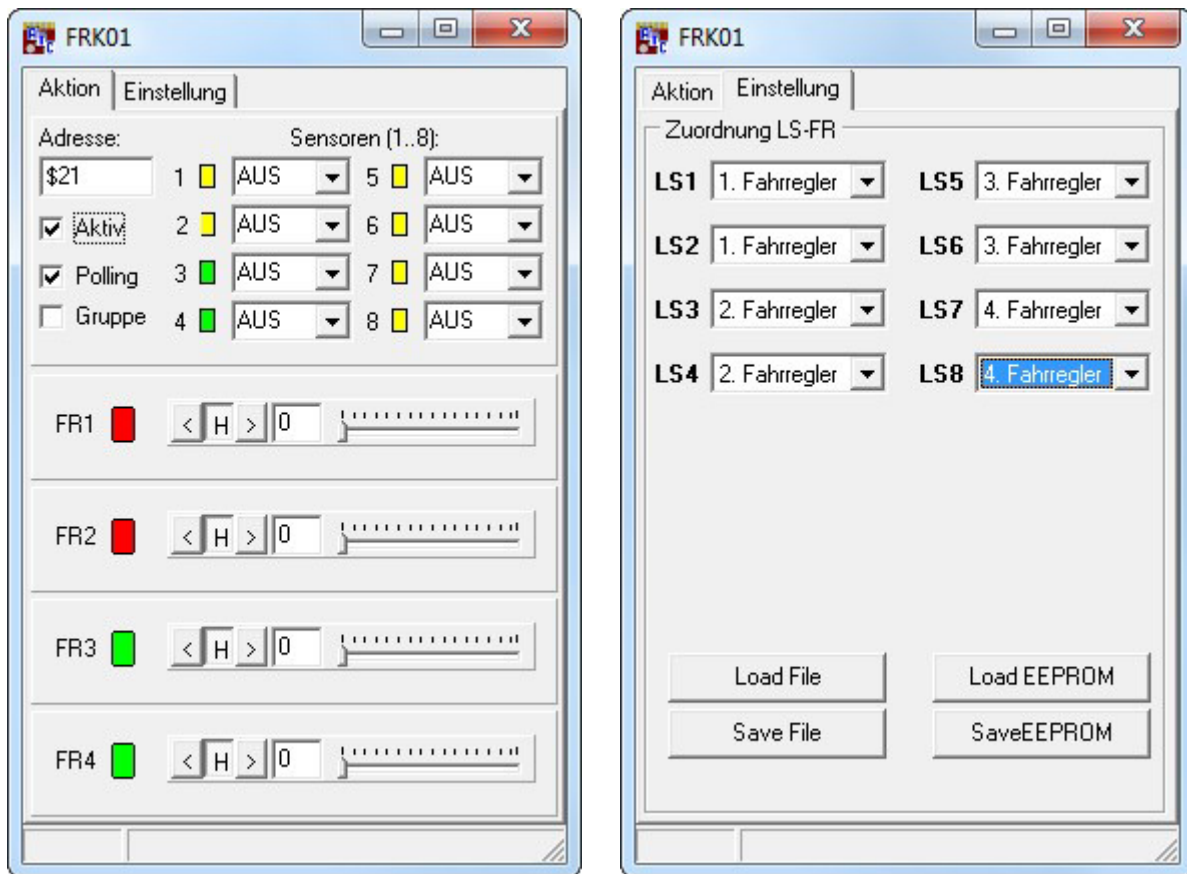 FRK01
Aktion Einstellung
Adresse: Sensoren (1..8):
$21 1 AUS 5 AUS
Aktiv 2 AUS 6 AUS
Polling 3 AUS 7 AUS
Gruppe 4 AUS 8 AUS
FR1 < H > 0
FR2 < H > 0
FR3 < H > 0
FR4 < H > 0
FRK01
Aktion Einstellung
Zuordnung LS-FR
LS1 1. Fahrregler LS5 3. Fahrregler
LS2 1. Fahrregler LS6 3. Fahrregler
LS3 2. Fahrregler LS7 4. Fahrregler
LS4 2. Fahrregler LS8 4. Fahrregler
Load File Load EEPROM
Save File SaveEEPROM